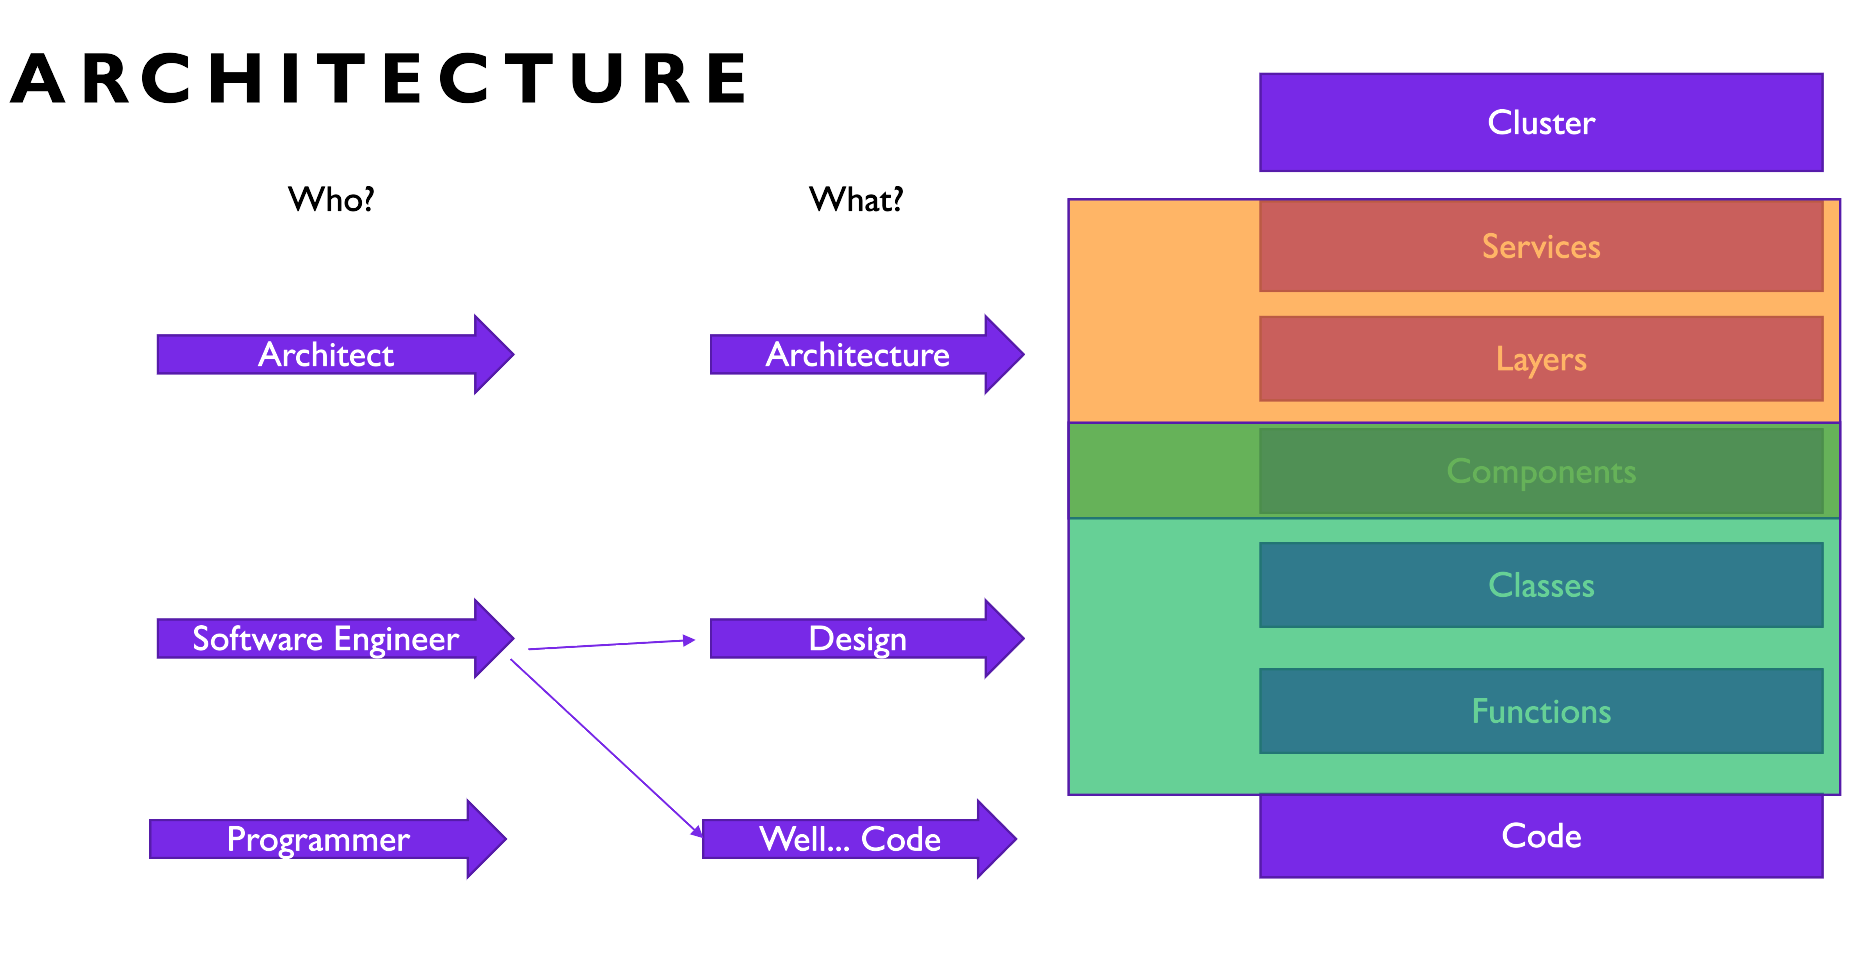 ARCHITECTURE
Who?
What?
Architect
Architecture
Software Engineer
Design
Programmer
Well... Code
Cluster
Services
Layers
Components
Classes
Functions
Code